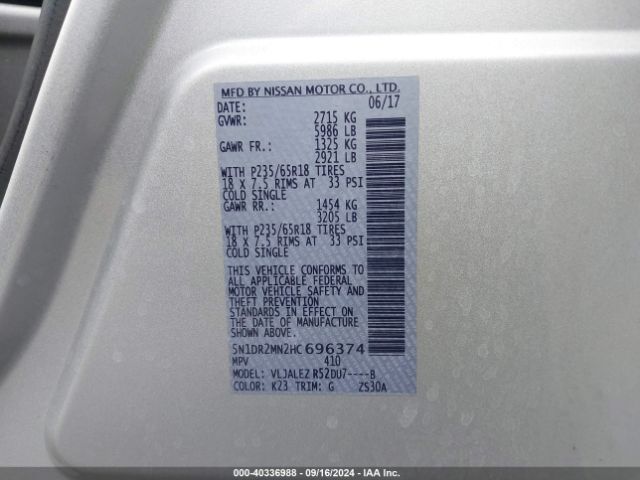 MFD BY NISSAN MOTOR CO., LTD.
DATE: 06/17
GVWR: 2715 KG
5986 LB
GAWR FR.: 1325 KG
2921 LB
WITH P235/65R18 TIRES
18 X 7.5 RIMS AT 33 PSI
COLD SINGLE
GAWR RR.: 1454 KG
3205 LB
WITH P235/65R18 TIRES
18 X 7.5 RIMS AT 33 PSI
COLD SINGLE
THIS VEHICLE CONFORMS TO
ALL APPLICABLE FEDERAL
MOTOR VEHICLE SAFETY AND
THEFT PREVENTION
STANDARDS IN EFFECT ON
THE DATE OF MANUFACTURE
SHOWN ABOVE.
5N1DR2MN2HC696374
MPV 410
MODEL: VLJALEZ R52DU7----B
COLOR: K23 TRIM: G ZS30A
000-40336988 - 09/16/2024 - IAA Inc.